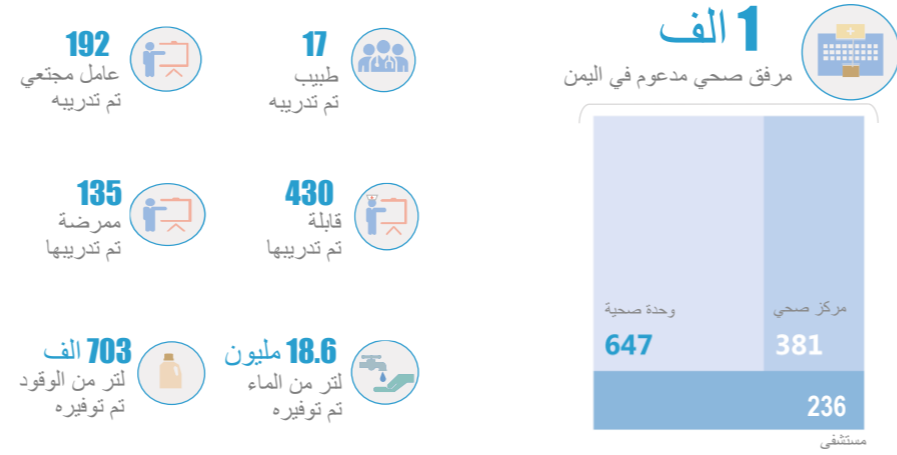 1 الف
مرفق صحي مدعوم في اليمن
مركز صحي
381
وحدة صحية
647
236
مستشفى
17
طبيب
تم تدريبه
192
عامل مجتعي
تم تدريبه
430
قابلة
تم تدريبها
135
ممرضة
تم تدريبها
18.6 مليون
لتر من الماء
تم توفيره
703 الف
لتر من الوقود
تم توفيره